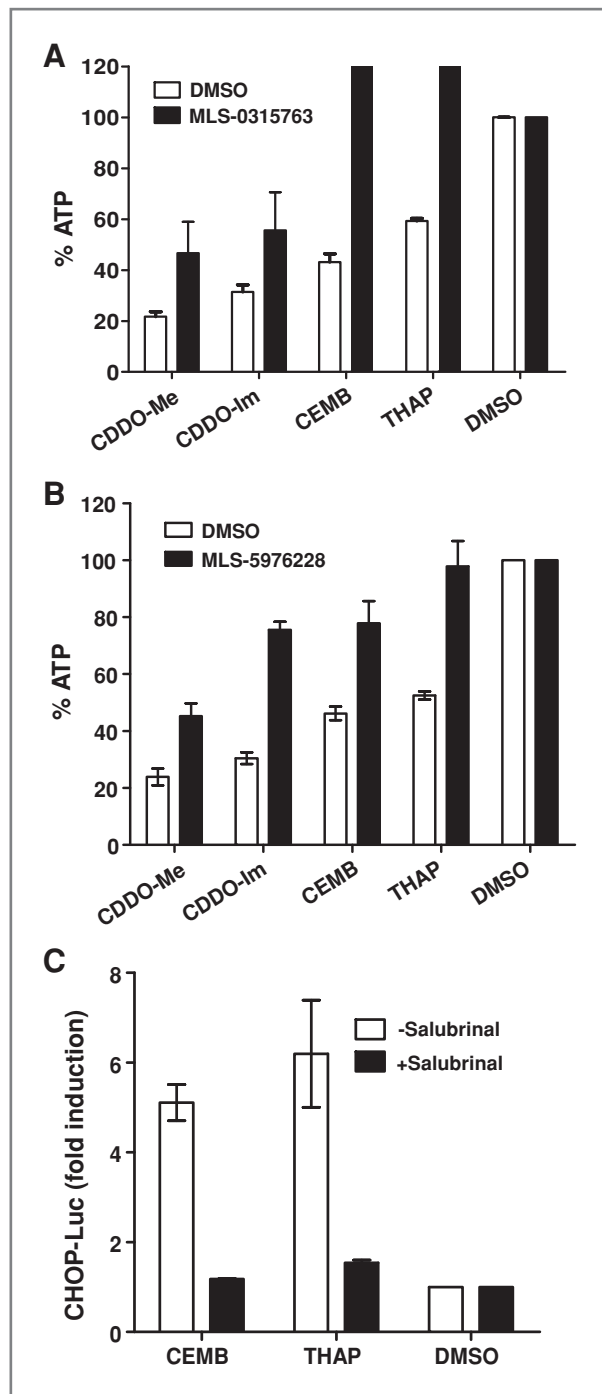 A
120
100
80
60
40
20
0
% ATP
DMSO
MLS-0315763
CDDO-Me
CDDO-Im
CEMB
THAP
DMSO
B
120
100
80
60
40
20
0
% ATP
DMSO
MLS-5976228
CDDO-Me
CDDO-Im
CEMB
THAP
DMSO
C
8
6
4
2
0
CHOP-Luc (fold induction)
-Salubrinal
+Salubrinal
CEMB
THAP
DMSO